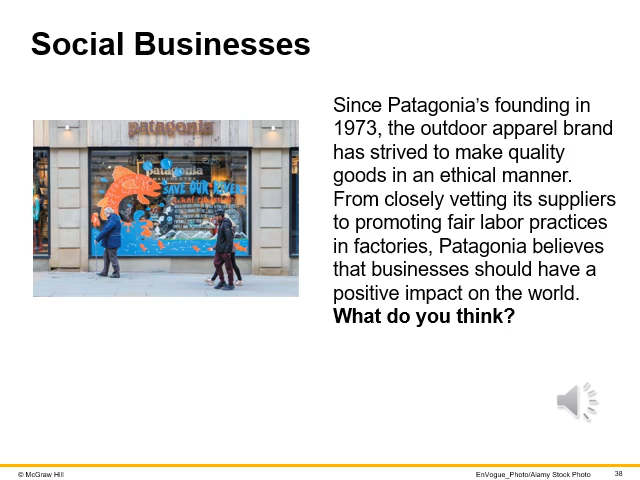 Social Businesses
patagonia
patagonia
SAVE OUR RIVERS
Since Patagonia's founding in
1973, the outdoor apparel brand
has strived to make quality
goods in an ethical manner.
From closely vetting its suppliers
to promoting fair labor practices
in factories, Patagonia believes
that businesses should have a
positive impact on the world.
What do you think?
© McGraw Hill
EnVogue_Photo/Alamy Stock Photo
38